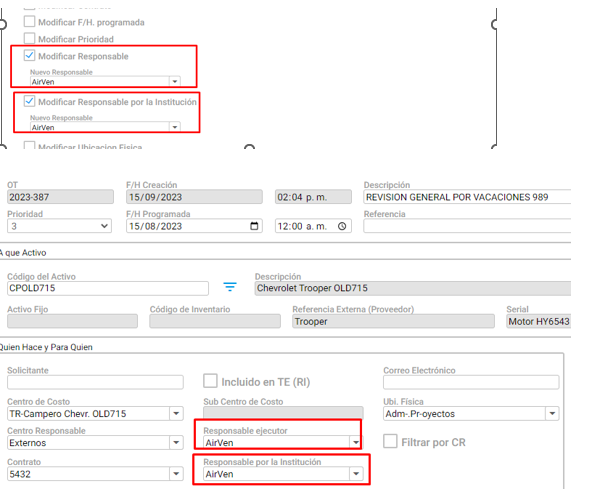 Modificar F/H. programada
Modificar Prioridad
Modificar Responsable
Nuevo Responsable
AirVen
Modificar Responsable por la Institución
Nuevo Responsable
AirVen
Modificar Ubicacion Fisica
OT
F/H Creación
Descripción
2023-387
15/09/2023
02:04 p. m.
REVISION GENERAL POR VACACIONES 989
Prioridad
F/H Programada
Referencia
3
15/08/2023
12:00 a. m.
A que Activo
Código del Activo
Descripción
CPOLD715
Chevrolet Trooper OLD715
Activo Fijo
Código de Inventario
Referencia Externa (Proveedor)
Serial
Trooper
Motor HY6543
Quien Hace y Para Quien
Solicitante
Incluido en TE (RI)
Correo Electrónico
Centro de Costo
Sub Centro de Costo
Ubi. Fisica
TR-Campero Chevr. OLD715
Adm-.Pr-oyectos
Centro Responsable
Responsable ejecutor
Externos
AirVen
Filtrar por CR
Contrato
Responsable por la Institución
5432
AirVen